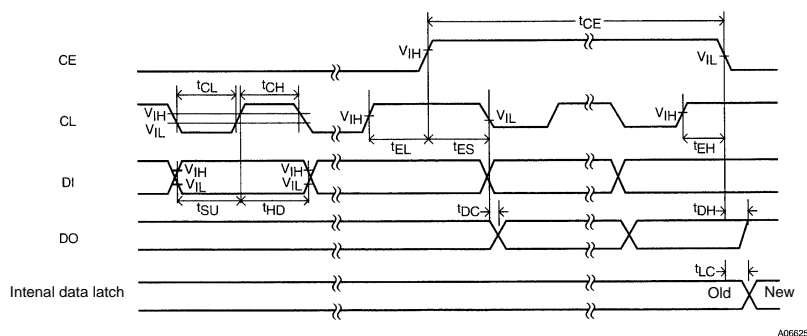 tCE
CE
VIH
VIL
tCL
tCH
CL
VIH
VIL
VIH
VIL
VIH
tEL
tES
tEH
DI
VIH
VIL
VIH
VIL
tSU
tHD
tDC
tDH
DO
tLC
Intenal data latch
Old
New
A06625